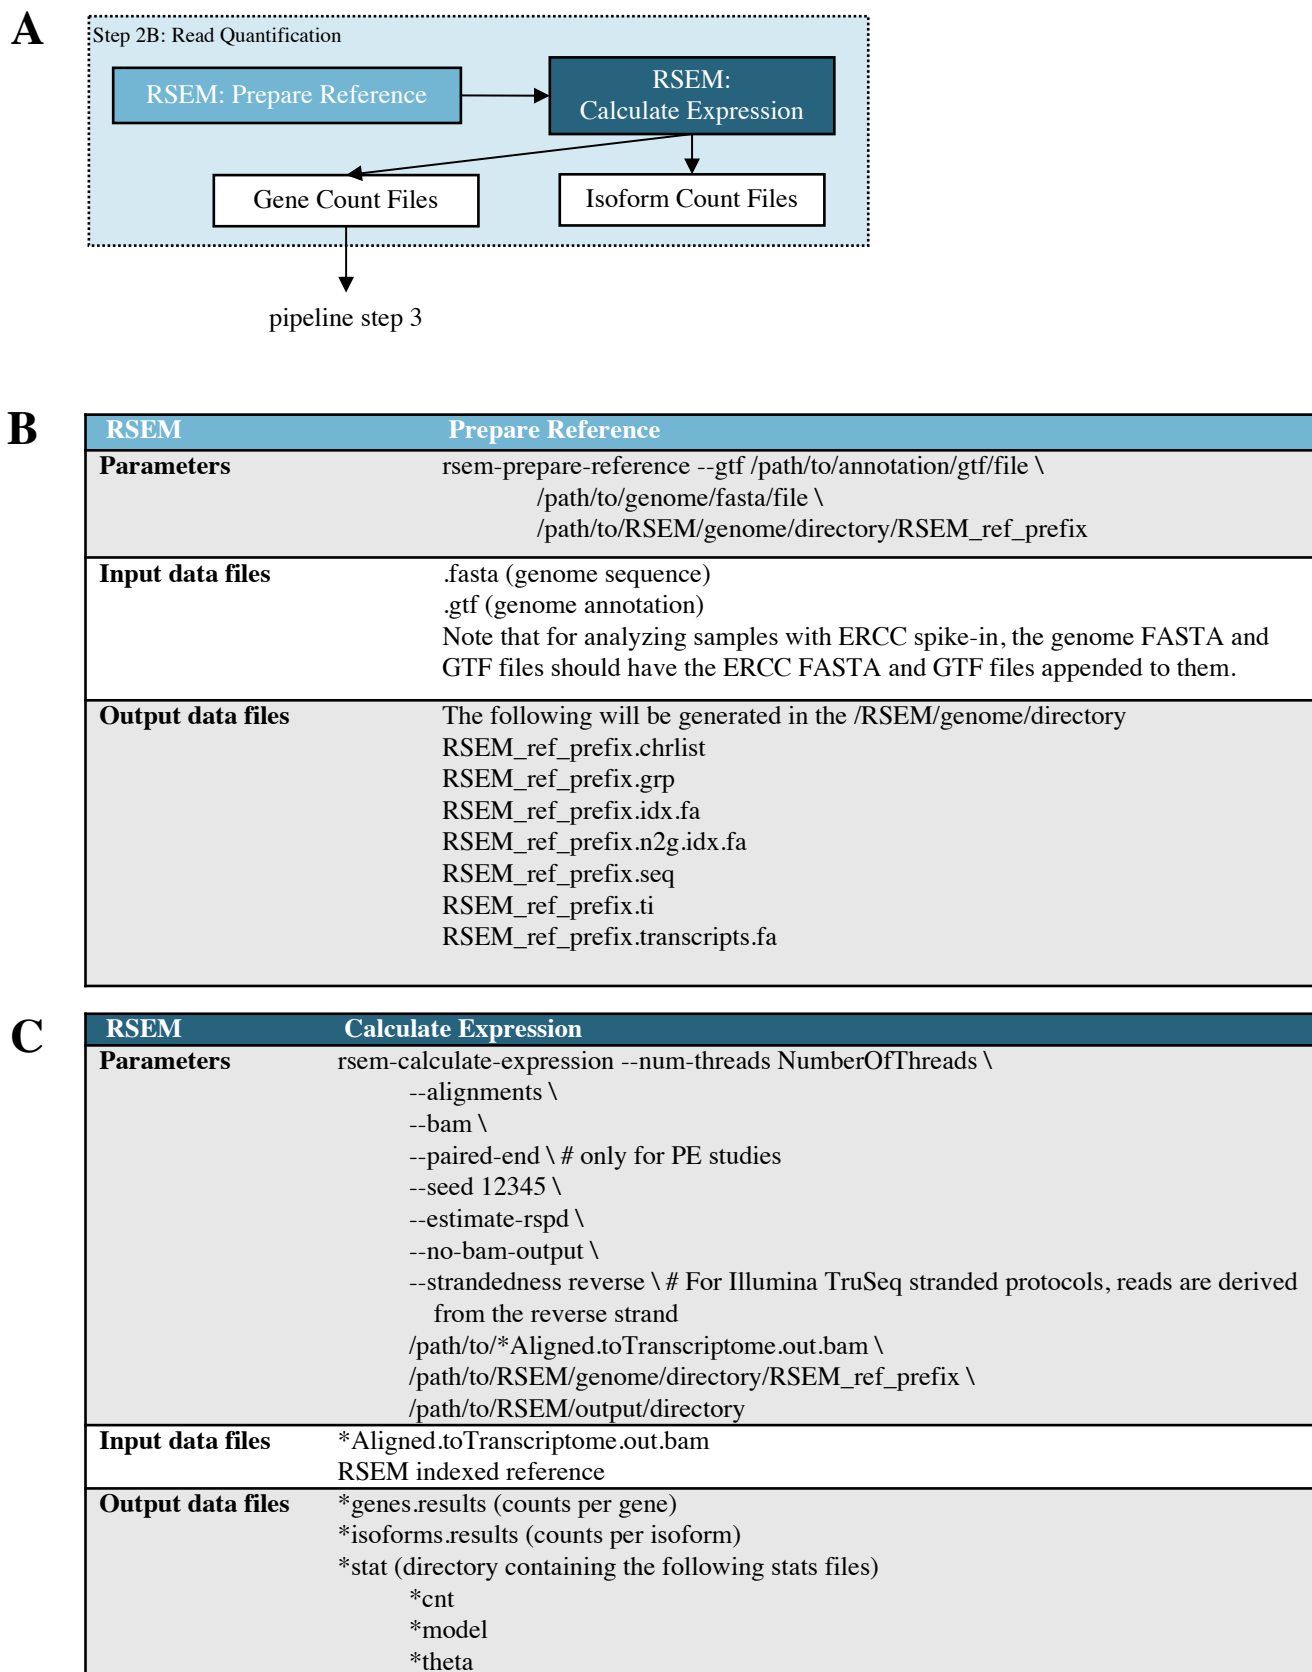 A
Step 2B: Read Quantification
RSEM: Prepare Reference
RSEM:
Calculate Expression
Gene Count Files
Isoform Count Files
pipeline step 3
B
RSEM Prepare Reference
Parameters rsem-prepare-reference --gtf /path/to/annotation/gtf/file \
/path/to/genome/fasta/file \
/path/to/RSEM/genome/directory/RSEM_ref_prefix
Input data files .fasta (genome sequence)
.gtf (genome annotation)
Note that for analyzing samples with ERCC spike-in, the genome FASTA and
GTF files should have the ERCC FASTA and GTF files appended to them.
Output data files The following will be generated in the /RSEM/genome/directory
RSEM_ref_prefix.chrlist
RSEM_ref_prefix.grp
RSEM_ref_prefix.idx.fa
RSEM_ref_prefix.n2g.idx.fa
RSEM_ref_prefix.seq
RSEM_ref_prefix.ti
RSEM_ref_prefix.transcripts.fa
C
RSEM Calculate Expression
Parameters rsem-calculate-expression --num-threads NumberOfThreads \
--alignments \
--bam \
--paired-end \ # only for PE studies
--seed 12345 \
--estimate-rspd \
--no-bam-output \
--strandedness reverse \ # For Illumina TruSeq stranded protocols, reads are derived
from the reverse strand
/path/to/*Aligned.toTranscriptome.out.bam \
/path/to/RSEM/genome/directory/RSEM_ref_prefix \
/path/to/RSEM/output/directory
Input data files *Aligned.toTranscriptome.out.bam
RSEM indexed reference
Output data files *genes.results (counts per gene)
*isoforms.results (counts per isoform)
*stat (directory containing the following stats files)
*cnt
*model
*theta